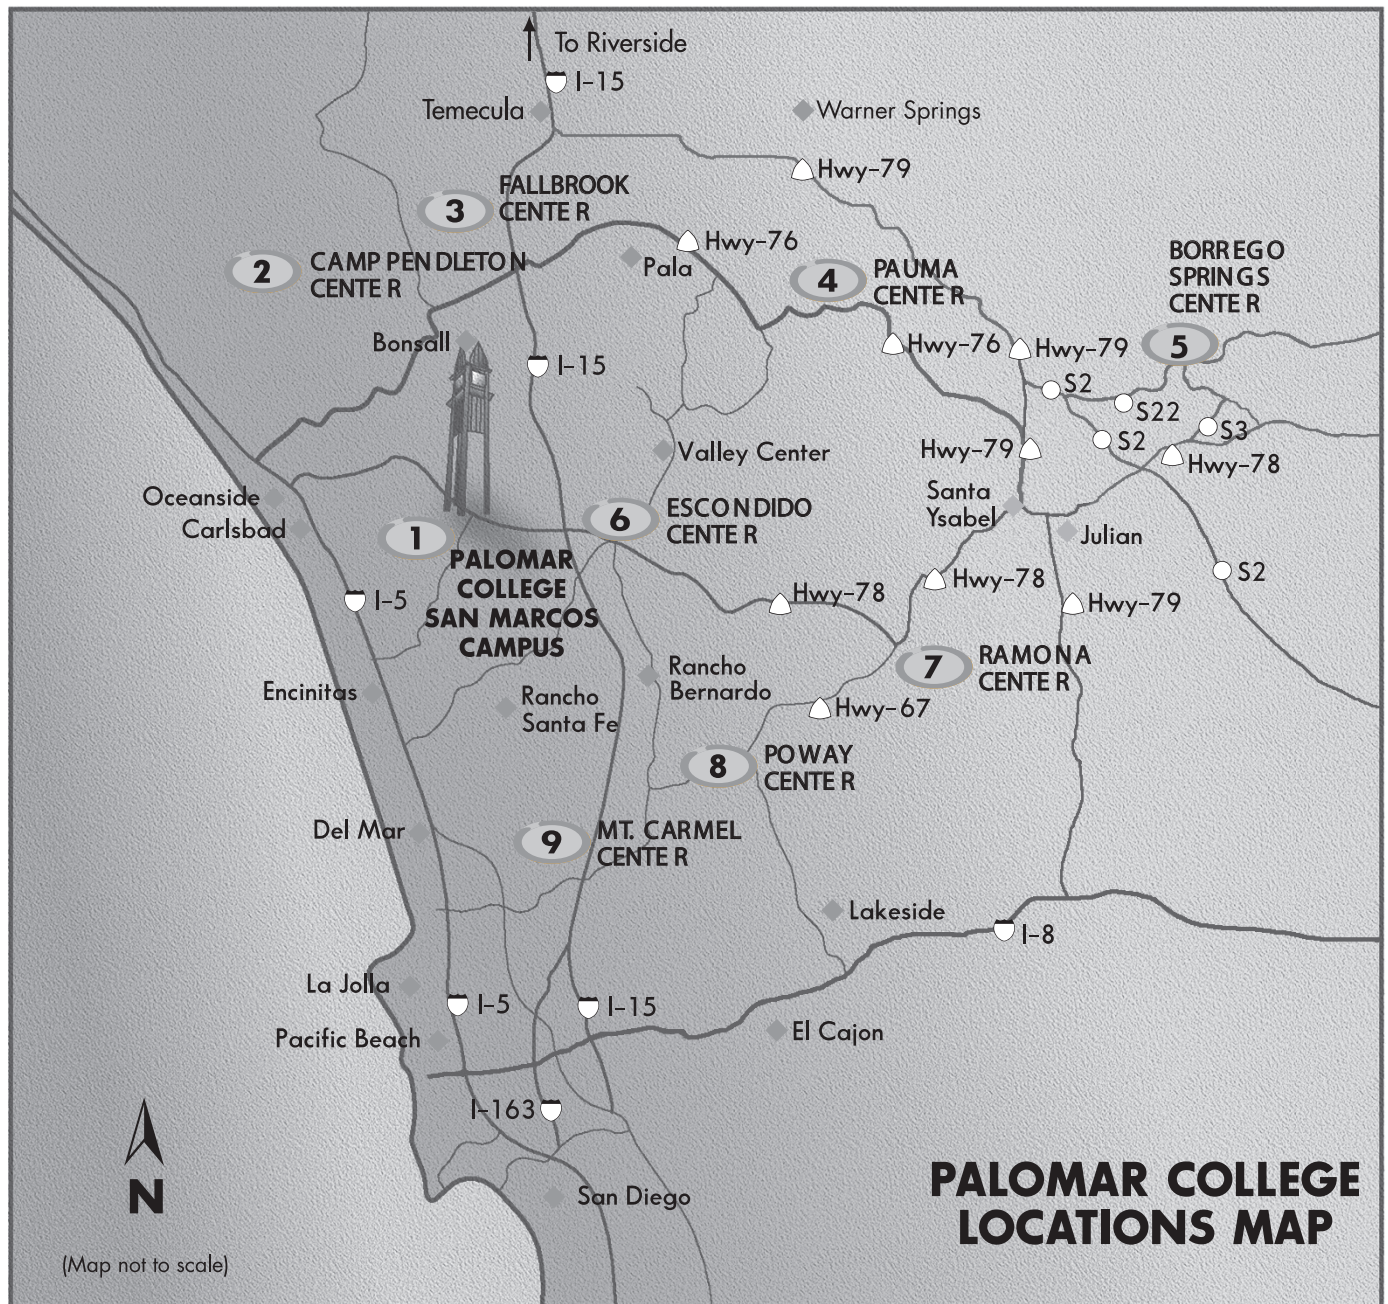 To Riverside
I-15
Temecula
Warner Springs
Hwy-79
3
FALLBROOK
CENTER
2
CAMP PENDLETON
CENTER
Hwy-76
Pala
4
PAUMA
CENTER
BORREGO
SPRINGS
CENTER
5
Bonsall
I-15
Hwy-76
Hwy-79
S2
S22
S2
S3
Hwy-78
Valley Center
Hwy-79
Oceanside
Carlsbad
1
PALOMAR
COLLEGE
SAN MARCOS
CAMPUS
6
ESCONDIDO
CENTER
Santa
Ysabel
Julian
S2
I-5
Hwy-78
Hwy-78
Hwy-79
7
RAMONA
CENTER
Encinitas
Rancho
Santa Fe
Rancho
Bernardo
Hwy-67
8
POWAY
CENTER
Del Mar
9
MT. CARMEL
CENTER
Lakeside
I-8
La Jolla
I-5
I-15
Pacific Beach
El Cajon
I-163
San Diego
N
(Map not to scale)
PALOMAR COLLEGE
LOCATIONS MAP